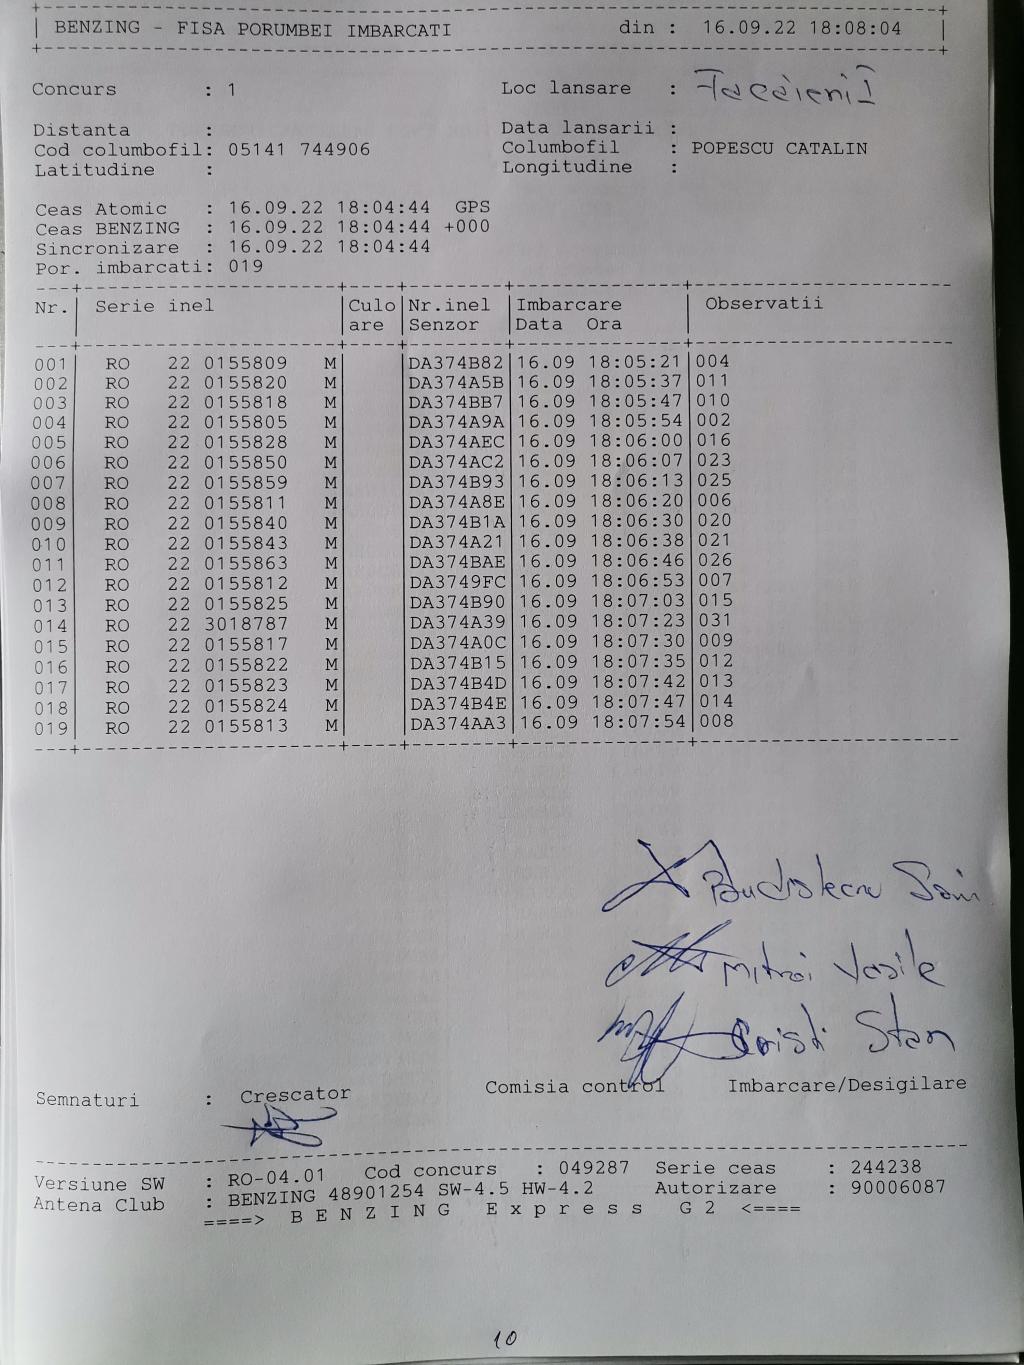 BENZING - FISA PORUMBEI IMBARCATI din : 16.09.22 18:08:04
Concurs : 1 Loc lansare :
Distanta : Data lansarii :
Cod columbofil: 05141 744906 Columbofil : POPESCU CATALIN
Latitudine : Longitudine :
Ceas Atomic : 16.09.22 18:04:44 GPS
Ceas BENZING : 16.09.22 18:04:44 +000
Sincronizare : 16.09.22 18:04:44
Por. imbarcati: 019
Nr. Serie inel Culo Nr.inel Imbarcare Observatii
are Senzor Data Ora
001 RO 22 0155809 M DA374B82 16.09 18:05:21 004
002 RO 22 0155820 M DA374A5B 16.09 18:05:37 011
003 RO 22 0155818 M DA374BB7 16.09 18:05:47 010
004 RO 22 0155805 M DA374A9A 16.09 18:05:54 002
005 RO 22 0155828 M DA374AEC 16.09 18:06:00 016
006 RO 22 0155850 M DA374AC2 16.09 18:06:07 023
007 RO 22 0155859 M DA374B93 16.09 18:06:13 025
008 RO 22 0155811 M DA374A8E 16.09 18:06:20 006
009 RO 22 0155840 M DA374B1A 16.09 18:06:30 020
010 RO 22 0155843 M DA374A21 16.09 18:06:38 021
011 RO 22 0155863 M DA374BAE 16.09 18:06:46 026
012 RO 22 0155812 M DA3749FC 16.09 18:06:53 007
013 RO 22 0155825 M DA374B90 16.09 18:07:03 015
014 RO 22 3018787 M DA374A39 16.09 18:07:23 031
015 RO 22 0155817 M DA374A0C 16.09 18:07:30 009
016 RO 22 0155822 M DA374B15 16.09 18:07:35 012
017 RO 22 0155823 M DA374B4D 16.09 18:07:42 013
018 RO 22 0155824 M DA374B4E 16.09 18:07:47 014
019 RO 22 0155813 M DA374AA3 16.09 18:07:54 008
Mitroi Vasile
Cristi Stan
Semnaturi : Crescator Comisia control Imbarcare/Desigilare
Versiune SW : RO-04.01 Cod concurs : 049287 Serie ceas : 244238
Antena Club : BENZING 48901254 SW-4.5 HW-4.2 Autorizare : 90006087
====> B E N Z I N G E x p r e s s G 2 <====
10